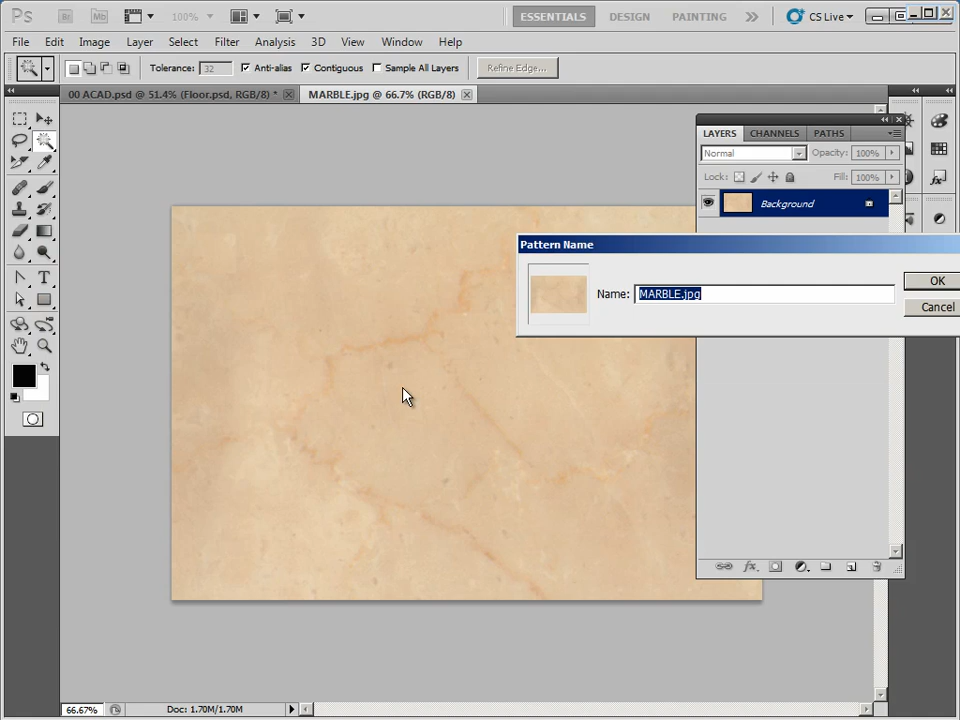 Ps Br Mb 100% ESSENTIALS DESIGN PAINTING CS Live
File Edit Image Layer Select Filter Analysis 3D View Window Help
Tolerance: 32 Anti-alias Contiguous Sample All Layers Refine Edge...
00 ACAD.psd @ 51.4% (Floor.psd, RGB/8) * MARBLE.jpg @ 66.7% (RGB/8)
LAYERS CHANNELS PATHS
Normal Opacity: 100%
Lock: Fill: 100%
Background
Pattern Name
Name: MARBLE.jpg
OK
Cancel
T
fx
66.67% Doc: 1.70M/1.70M